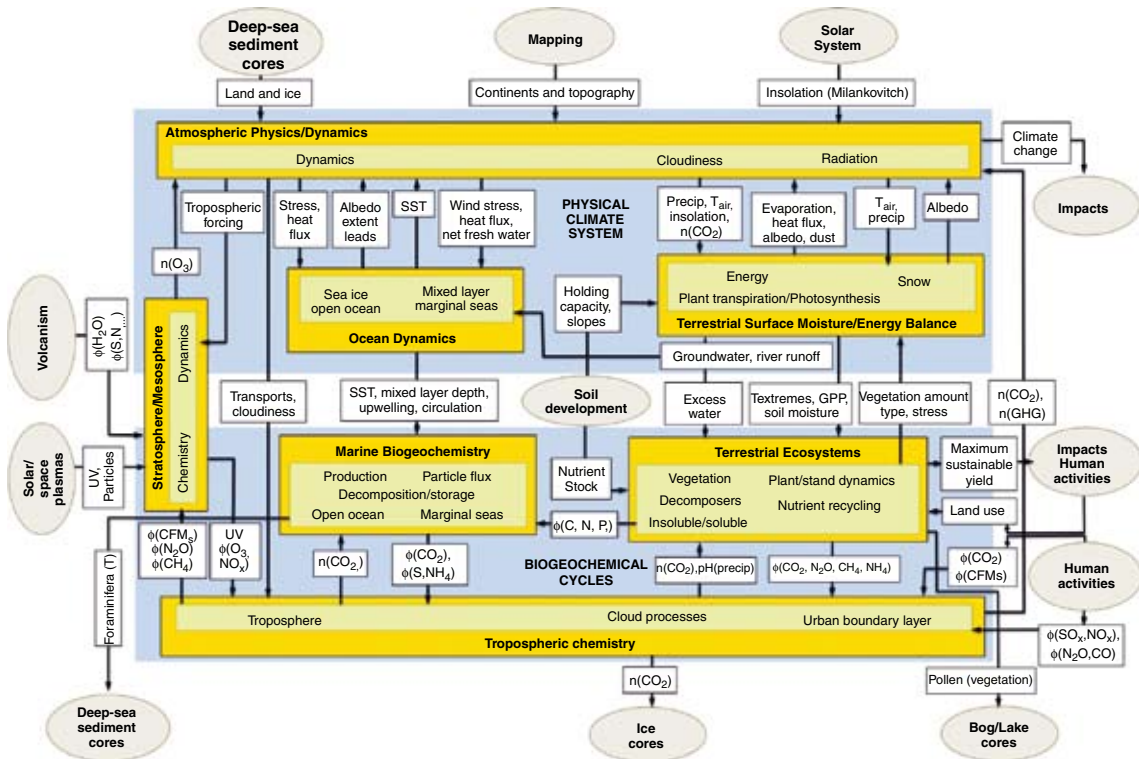 Deep-sea
sediment
cores
Mapping
Solar
System
Land and ice
Continents and topography
Insolation (Milankovitch)
Atmospheric Physics/Dynamics
Dynamics
Cloudiness
Radiation
Climate
change
Impacts
Tropospheric
forcing
Stress,
heat
flux
Albedo
extent
leads
SST
Wind stress,
heat flux,
net fresh water
PHYSICAL
CLIMATE
SYSTEM
Precip, Tair,
insolation,
n(CO2)
Evaporation,
heat flux,
albedo, dust
Tair,
precip
Albedo
n(O3)
Sea ice
open ocean
Mixed layer
marginal seas
Ocean Dynamics
Holding
capacity,
slopes
Energy
Snow
Plant transpiration/Photosynthesis
Terrestrial Surface Moisture/Energy Balance
Volcanism
ϕ(H2O)
ϕ(S,N....)
Stratosphere/Mesosphere
Dynamics
Chemistry
Groundwater, river runoff
Transports,
cloudiness
SST, mixed layer depth,
upwelling, circulation
Soil
development
Excess
water
Textremes, GPP,
soil moisture
Vegetation amount
type, stress
n(CO2),
n(GHG)
Solar/
space
plasmas
UV,
Particles
Marine Biogeochemistry
Production
Particle flux
Decomposition/storage
Open ocean
Marginal seas
Nutrient
Stock
Terrestrial Ecosystems
Vegetation
Plant/stand dynamics
Decomposers
Nutrient recycling
Insoluble/soluble
Maximum
sustainable
yield
Impacts
Human
activities
Land use
ϕ(C, N, P,)
Foraminifera (T)
ϕ(CFMs)
ϕ(N2O)
ϕ(CH4)
UV
ϕ(O3,
NOx)
n(CO2,)
ϕ(CO2),
ϕ(S,NH4)
BIOGEOCHEMICAL
CYCLES
n(CO2),pH(precip)
ϕ(CO2, N2O, CH4, NH4)
ϕ(CO2)
ϕ(CFMs)
Human
activities
Troposphere
Cloud processes
Urban boundary layer
Tropospheric chemistry
ϕ(SOx,NOx),
ϕ(N2O,CO)
n(CO2)
Pollen (vegetation)
Deep-sea
sediment
cores
Ice
cores
Bog/Lake
cores